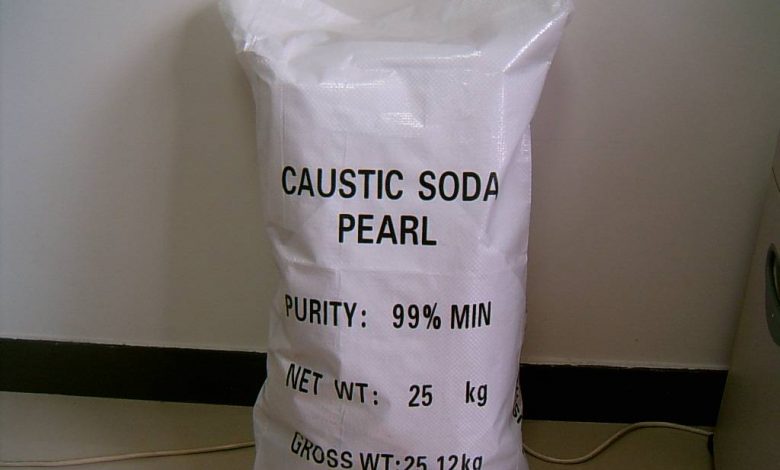 CAUSTIC SODA
PEARL
PURITY: 99% MIN
NET WT: 25 kg
GROSS WT:25.12kg